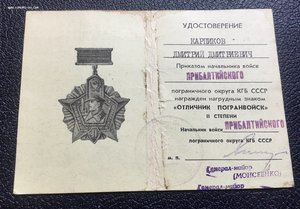 УДОСТОВЕРЕНИЕ
КАРПИКОВ
ДМИТРИЙ ДМИТРИЕВИЧ
Приказом начальника войск
ПРИБАЛТИЙСКОГО
пограничного округа КГБ СССР
награжден нагрудным знаком
«ОТЛИЧНИК ПОГРАНВОЙСК»
II СТЕПЕНИ
Начальник войск ПРИБАЛТИЙСКОГО
пограничного округа КГБ СССР
м. п.
Генерал-майор
(МОИСЕЕНКО)
Генерал-майор